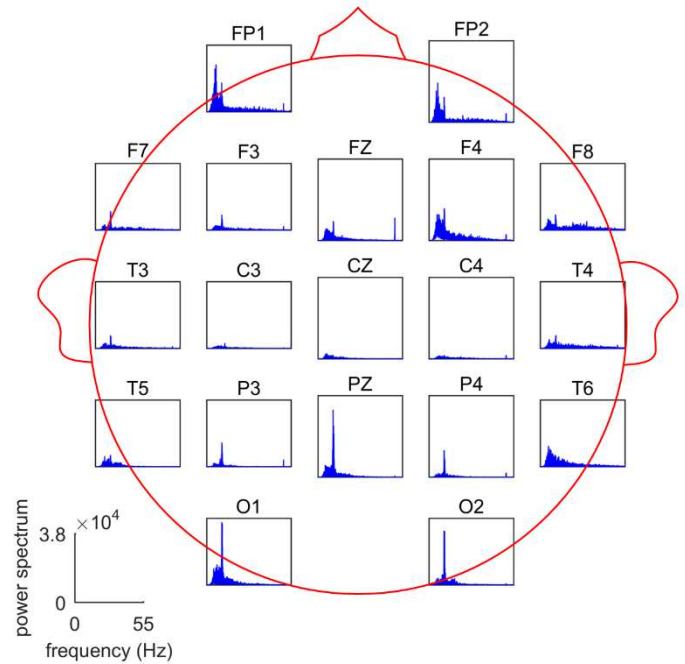 FP1 FP2
F7 F3 FZ F4 F8
T3 C3 CZ C4 T4
T5 P3 PZ P4 T6
O1 O2
3.8 ×10⁴
power spectrum
0
0 55
frequency (Hz)